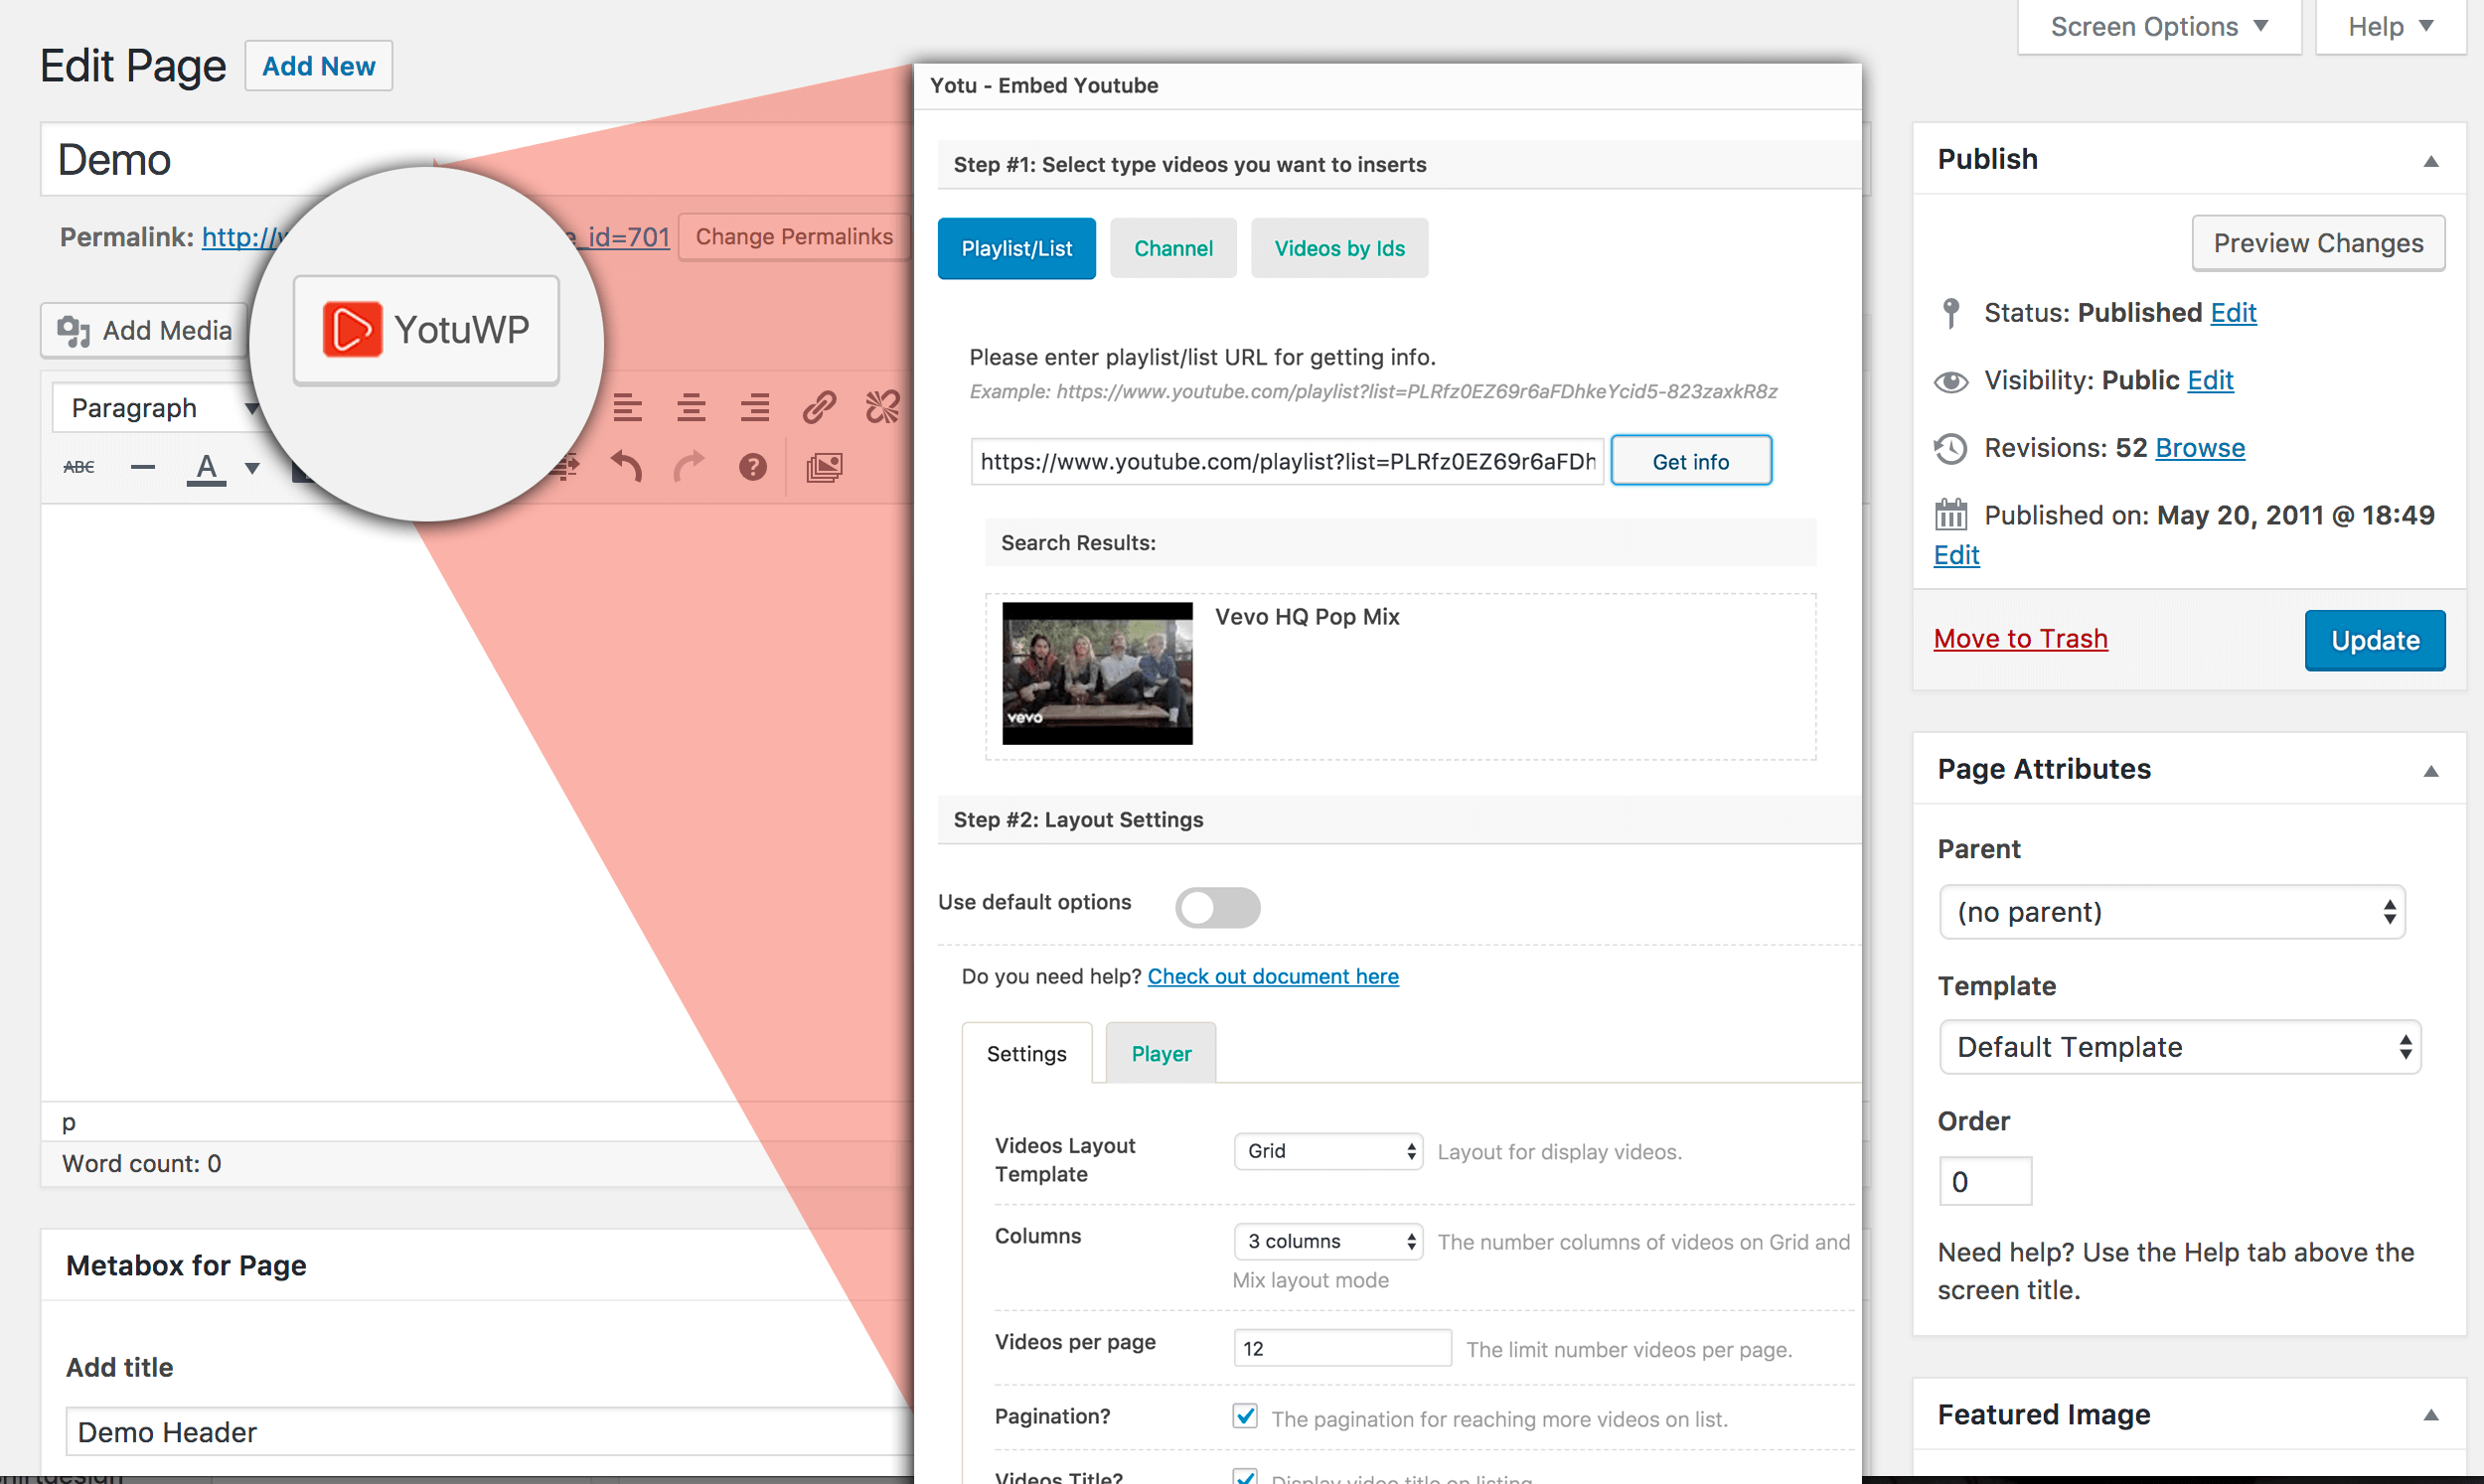 Screen Options
Help
Edit Page
Add New
Demo
Permalink: http://
_id=701
Change Permalinks
Add Media
YotuWP
Paragraph
ABC
A
p
Word count: 0
Metabox for Page
Add title
Demo Header
Yotu - Embed Youtube
Step #1: Select type videos you want to inserts
Playlist/List
Channel
Videos by Ids
Please enter playlist/list URL for getting info.
Example: https://www.youtube.com/playlist?list=PLRfz0EZ69r6aFDhkeYcid5-823zaxkR8z
https://www.youtube.com/playlist?list=PLRfz0EZ69r6aFDh
Get info
Search Results:
vevo
Vevo HQ Pop Mix
Step #2: Layout Settings
Use default options
Do you need help? Check out document here
Settings
Player
Videos Layout
Template
Grid
Layout for display videos.
Columns
3 columns
The number columns of videos on Grid and
Mix layout mode
Videos per page
12
The limit number videos per page.
Pagination?
The pagination for reaching more videos on list.
Videos Title?
Display video title on listing
Publish
Preview Changes
Status: Published Edit
Visibility: Public Edit
Revisions: 52 Browse
Published on: May 20, 2011 @ 18:49
Edit
Move to Trash
Update
Page Attributes
Parent
(no parent)
Template
Default Template
Order
0
Need help? Use the Help tab above the
screen title.
Featured Image